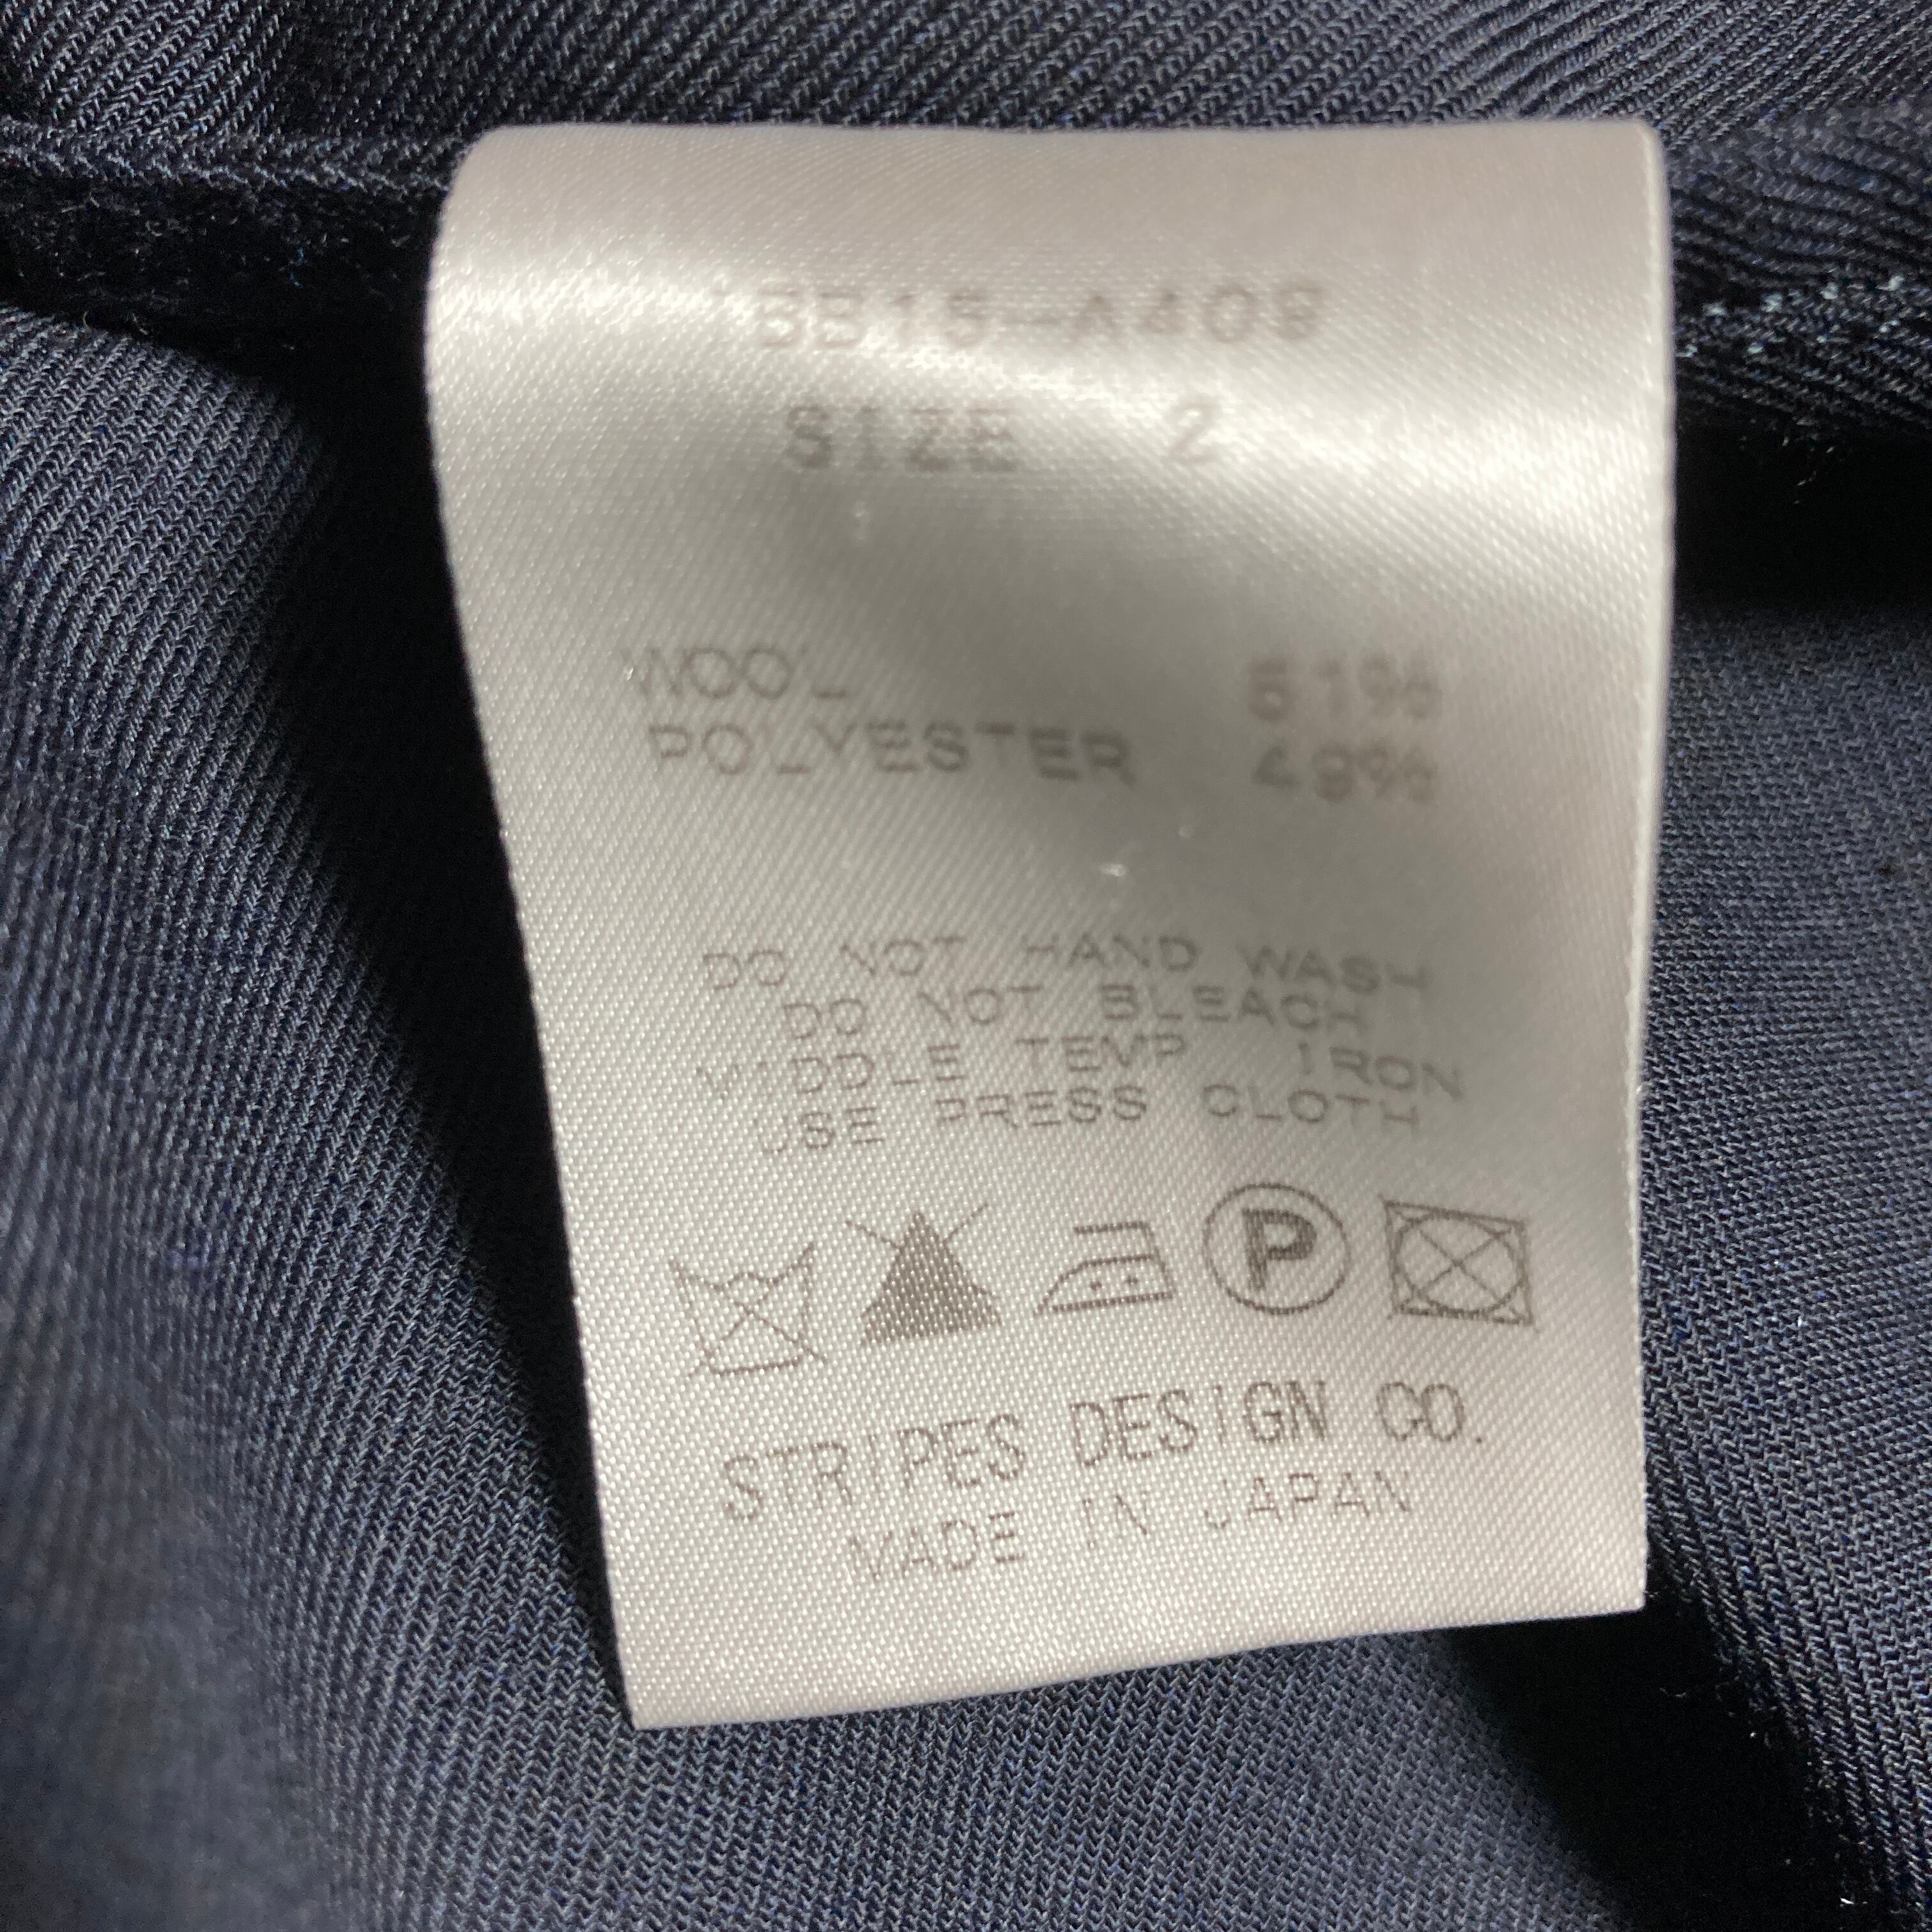 SIZE 2
WOOL 51%
POLYESTER 49%
DO NOT HAND WASH
DO NOT BLEACH
MIDDLE TEMP IRON
USE PRESS CLOTH
P
STRIPES DESIGN CO.
MADE IN JAPAN